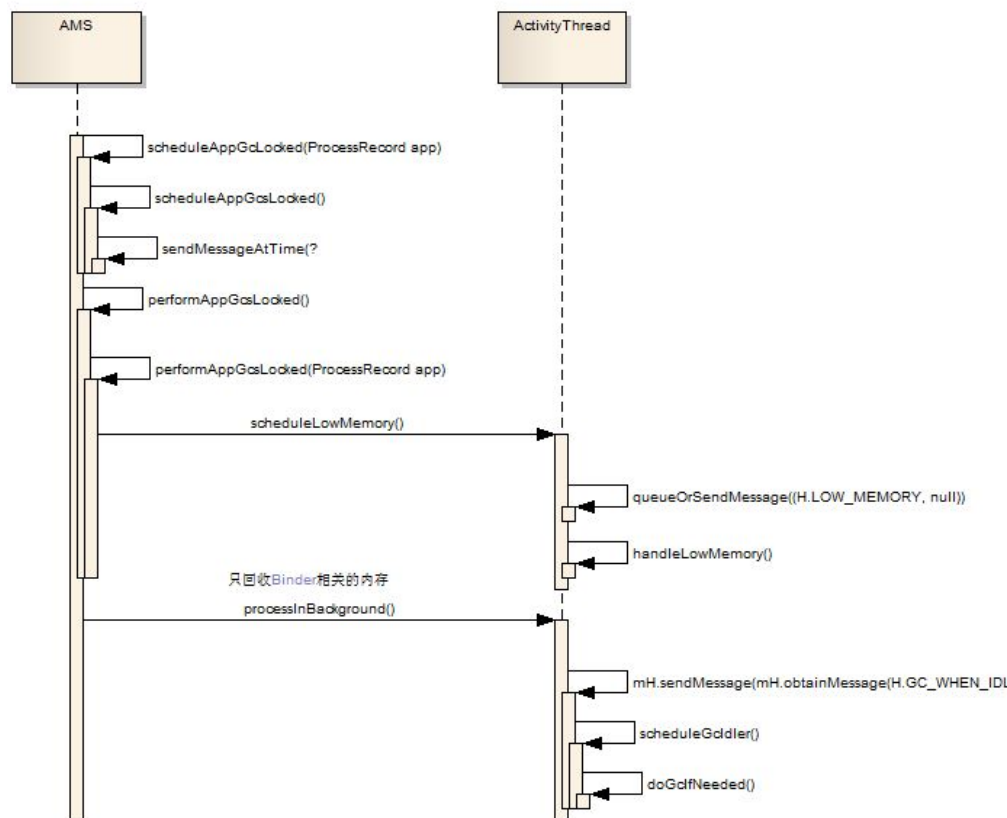 AMS
ActivityThread
scheduleAppGcLocked(ProcessRecord app)
scheduleAppGcsLocked()
sendMessageAtTime(?
performAppGcsLocked()
performAppGcsLocked(ProcessRecord app)
scheduleLowMemory()
queueOrSendMessage((H.LOW_MEMORY, null))
handleLowMemory()
只回收Binder相关的内存
processInBackground()
mH.sendMessage(mH.obtainMessage(H.GC_WHEN_IDL
scheduleGcIdler()
doGcIfNeeded()